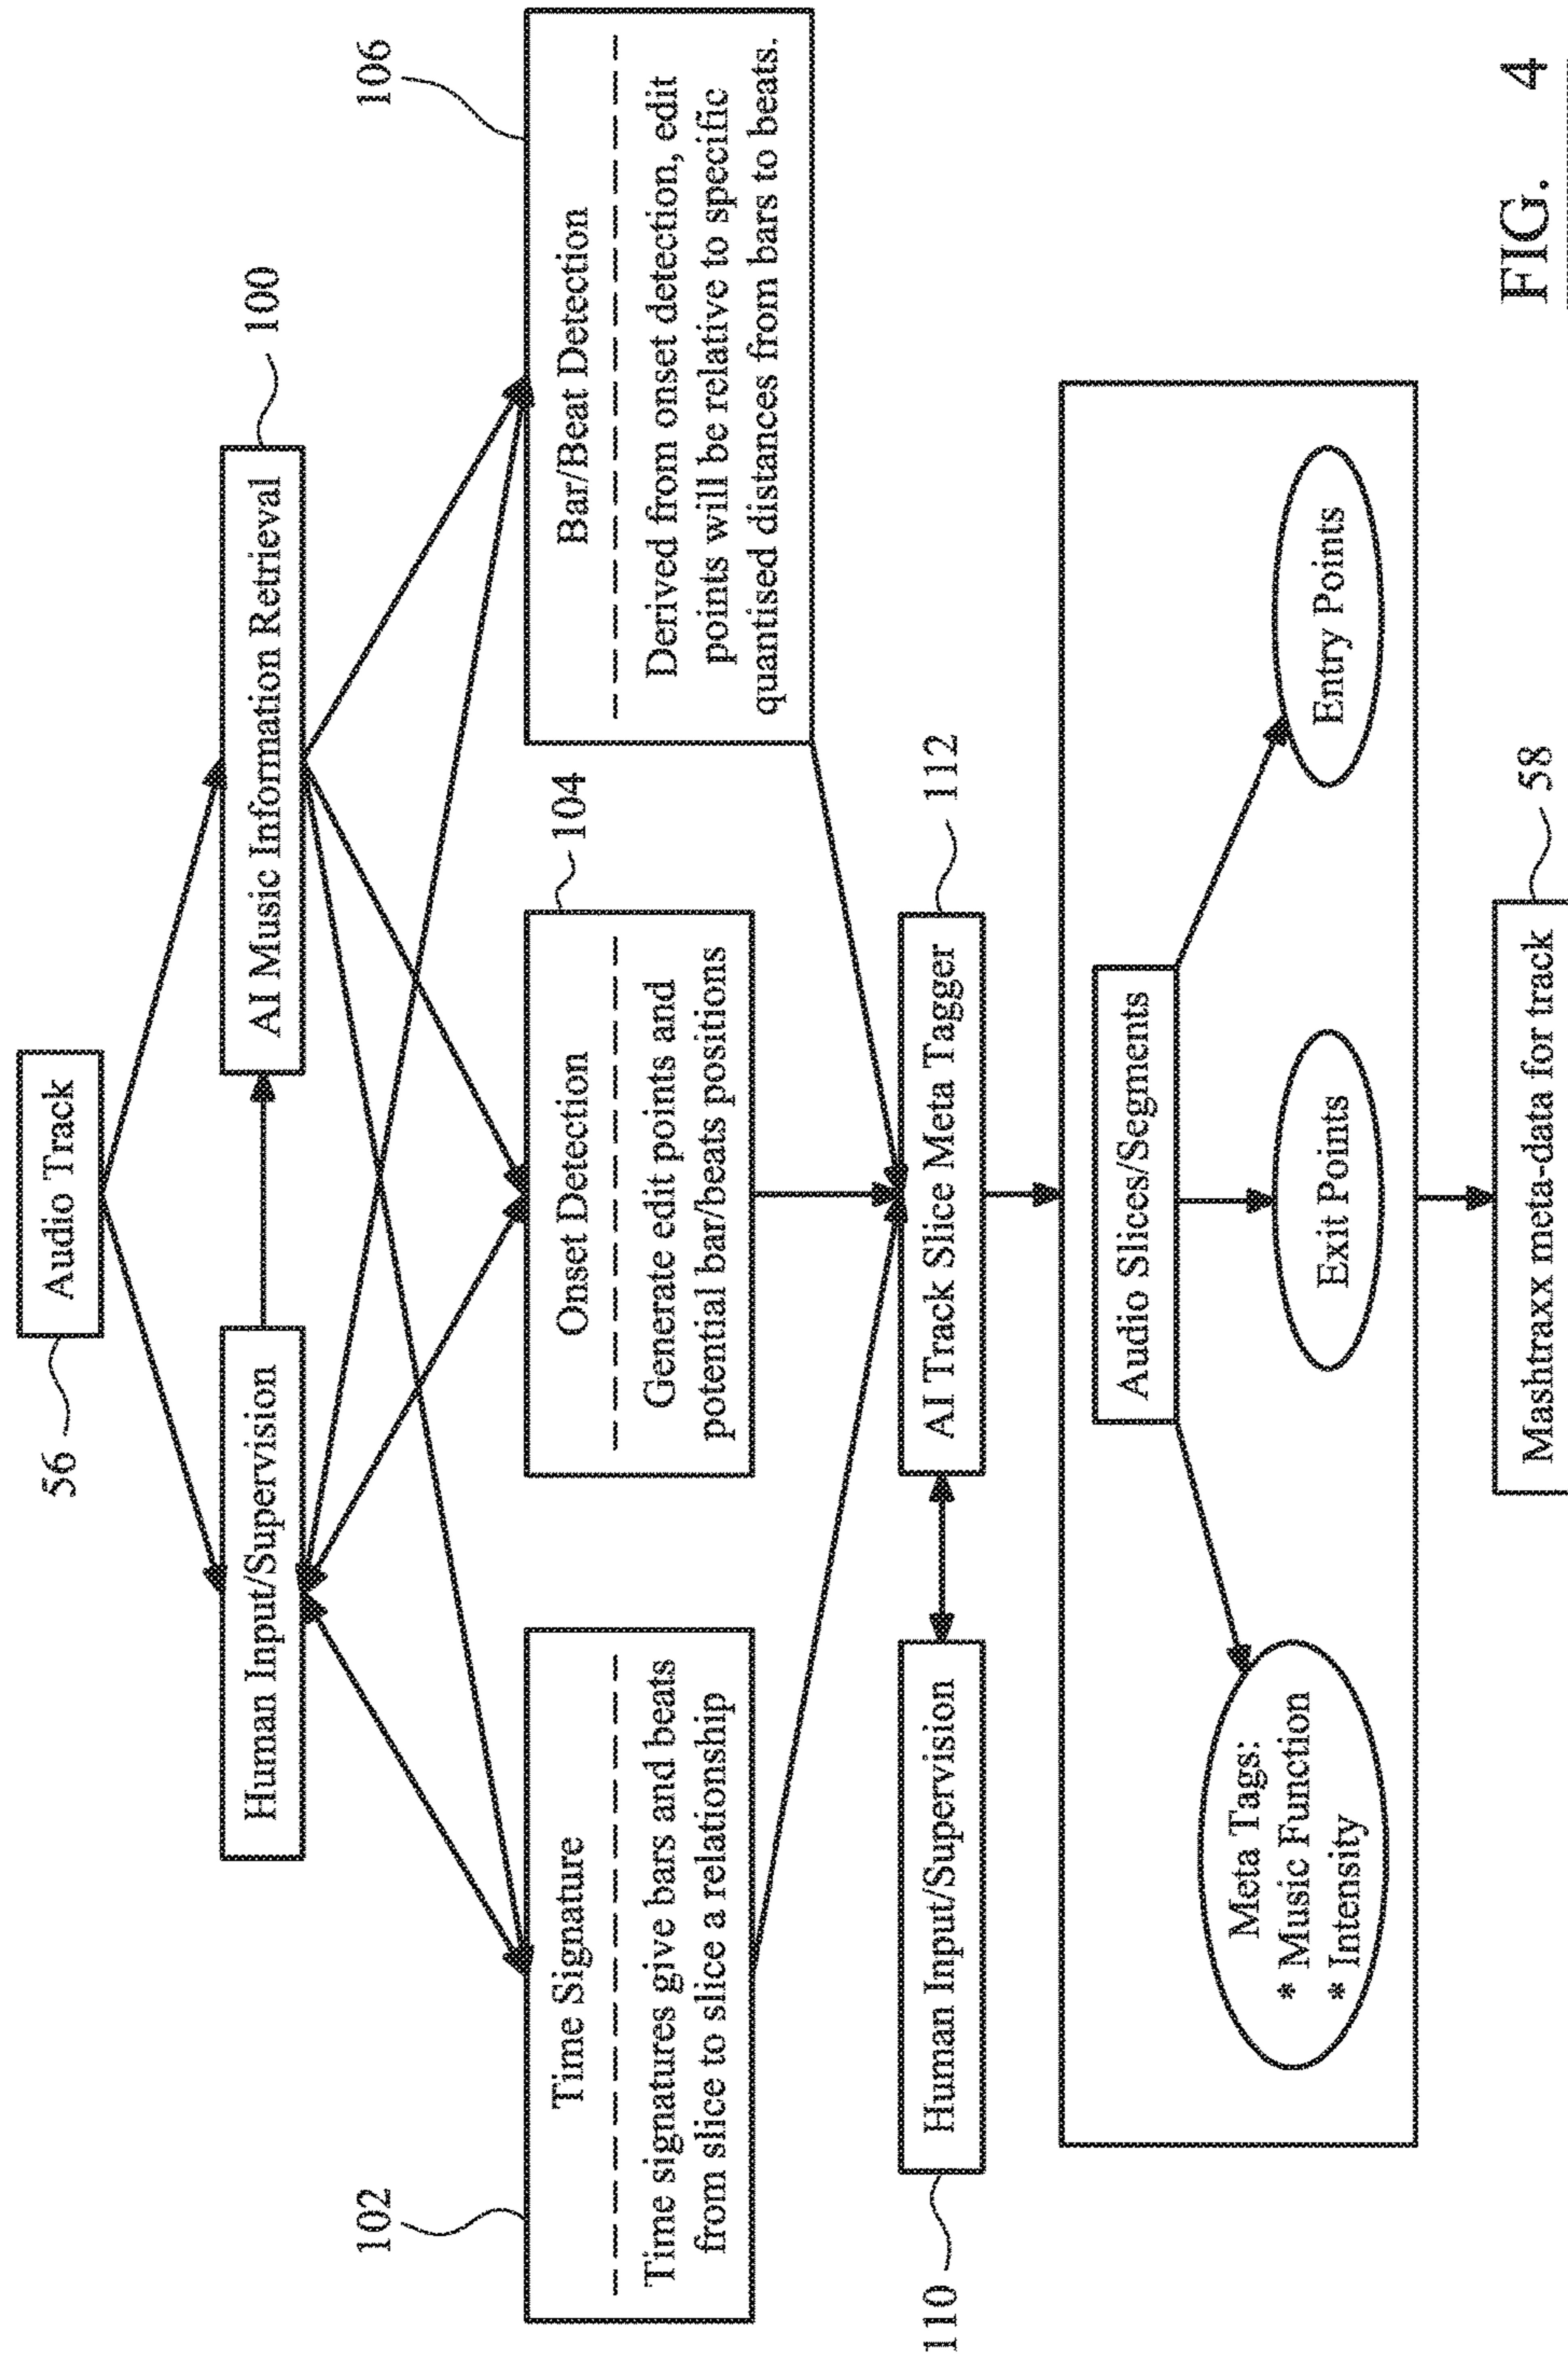 56
Audio Track
Human Input/Supervision
AI Music Information Retrieval
100
102
Time Signature
Time signatures give bars and beats
from slice to slice a relationship
104
Onset Detection
Generate edit points and
potential bar/beats positions
106
Bar/Beat Detection
Derived from onset detection, edit
points will be relative to specific
quantised distances from bars to beats.
110
Human Input/Supervision
AI Track Slice Meta Tagger
112
Audio Slices/Segments
Meta Tags:
* Music Function
* Intensity
Exit Points
Entry Points
Mashtraxx meta-data for track
58
FIG. 4